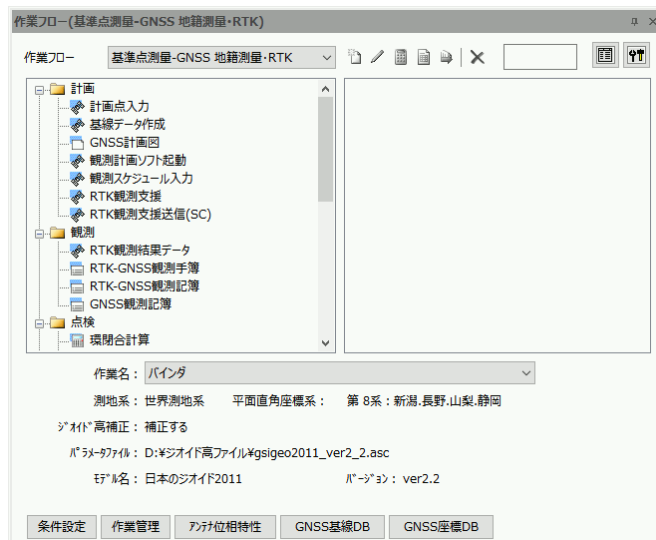 作業フロー(基準点測量-GNSS 地籍測量・RTK)
作業フロー 基準点測量-GNSS 地籍測量・RTK
計画
計画点入力
基線データ作成
GNSS計画図
観測計画ソフト起動
観測スケジュール入力
RTK観測支援
RTK観測支援送信(SC)
観測
RTK観測結果データ
RTK-GNSS観測手簿
RTK-GNSS観測記簿
GNSS観測記簿
点検
環閉合計算
作業名： バインダ
測地系： 世界測地系 平面直角座標系： 第 8系：新潟.長野.山梨.静岡
ジオイド高補正： 補正する
パラメータファイル： D:¥ジオイド高ファイル¥gsigeo2011_ver2_2.asc
モデル名： 日本のジオイド2011 バージョン： ver2.2
条件設定 作業管理 アンテナ位相特性 GNSS基線DB GNSS座標DB